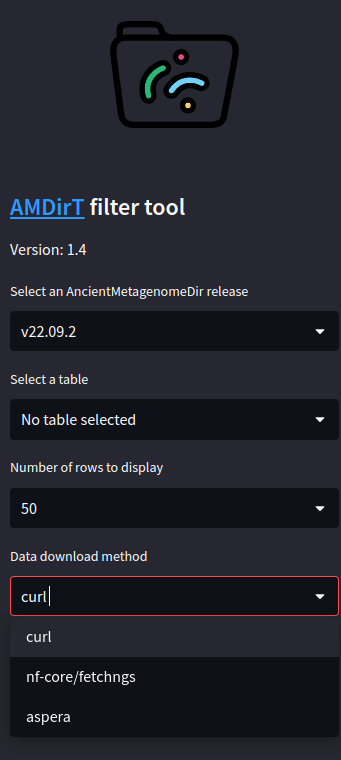 AMDirT filter tool
Version: 1.4
Select an AncientMetagenomeDir release
v22.09.2
Select a table
No table selected
Number of rows to display
50
Data download method
curl
curl
nf-core/fetchngs
aspera